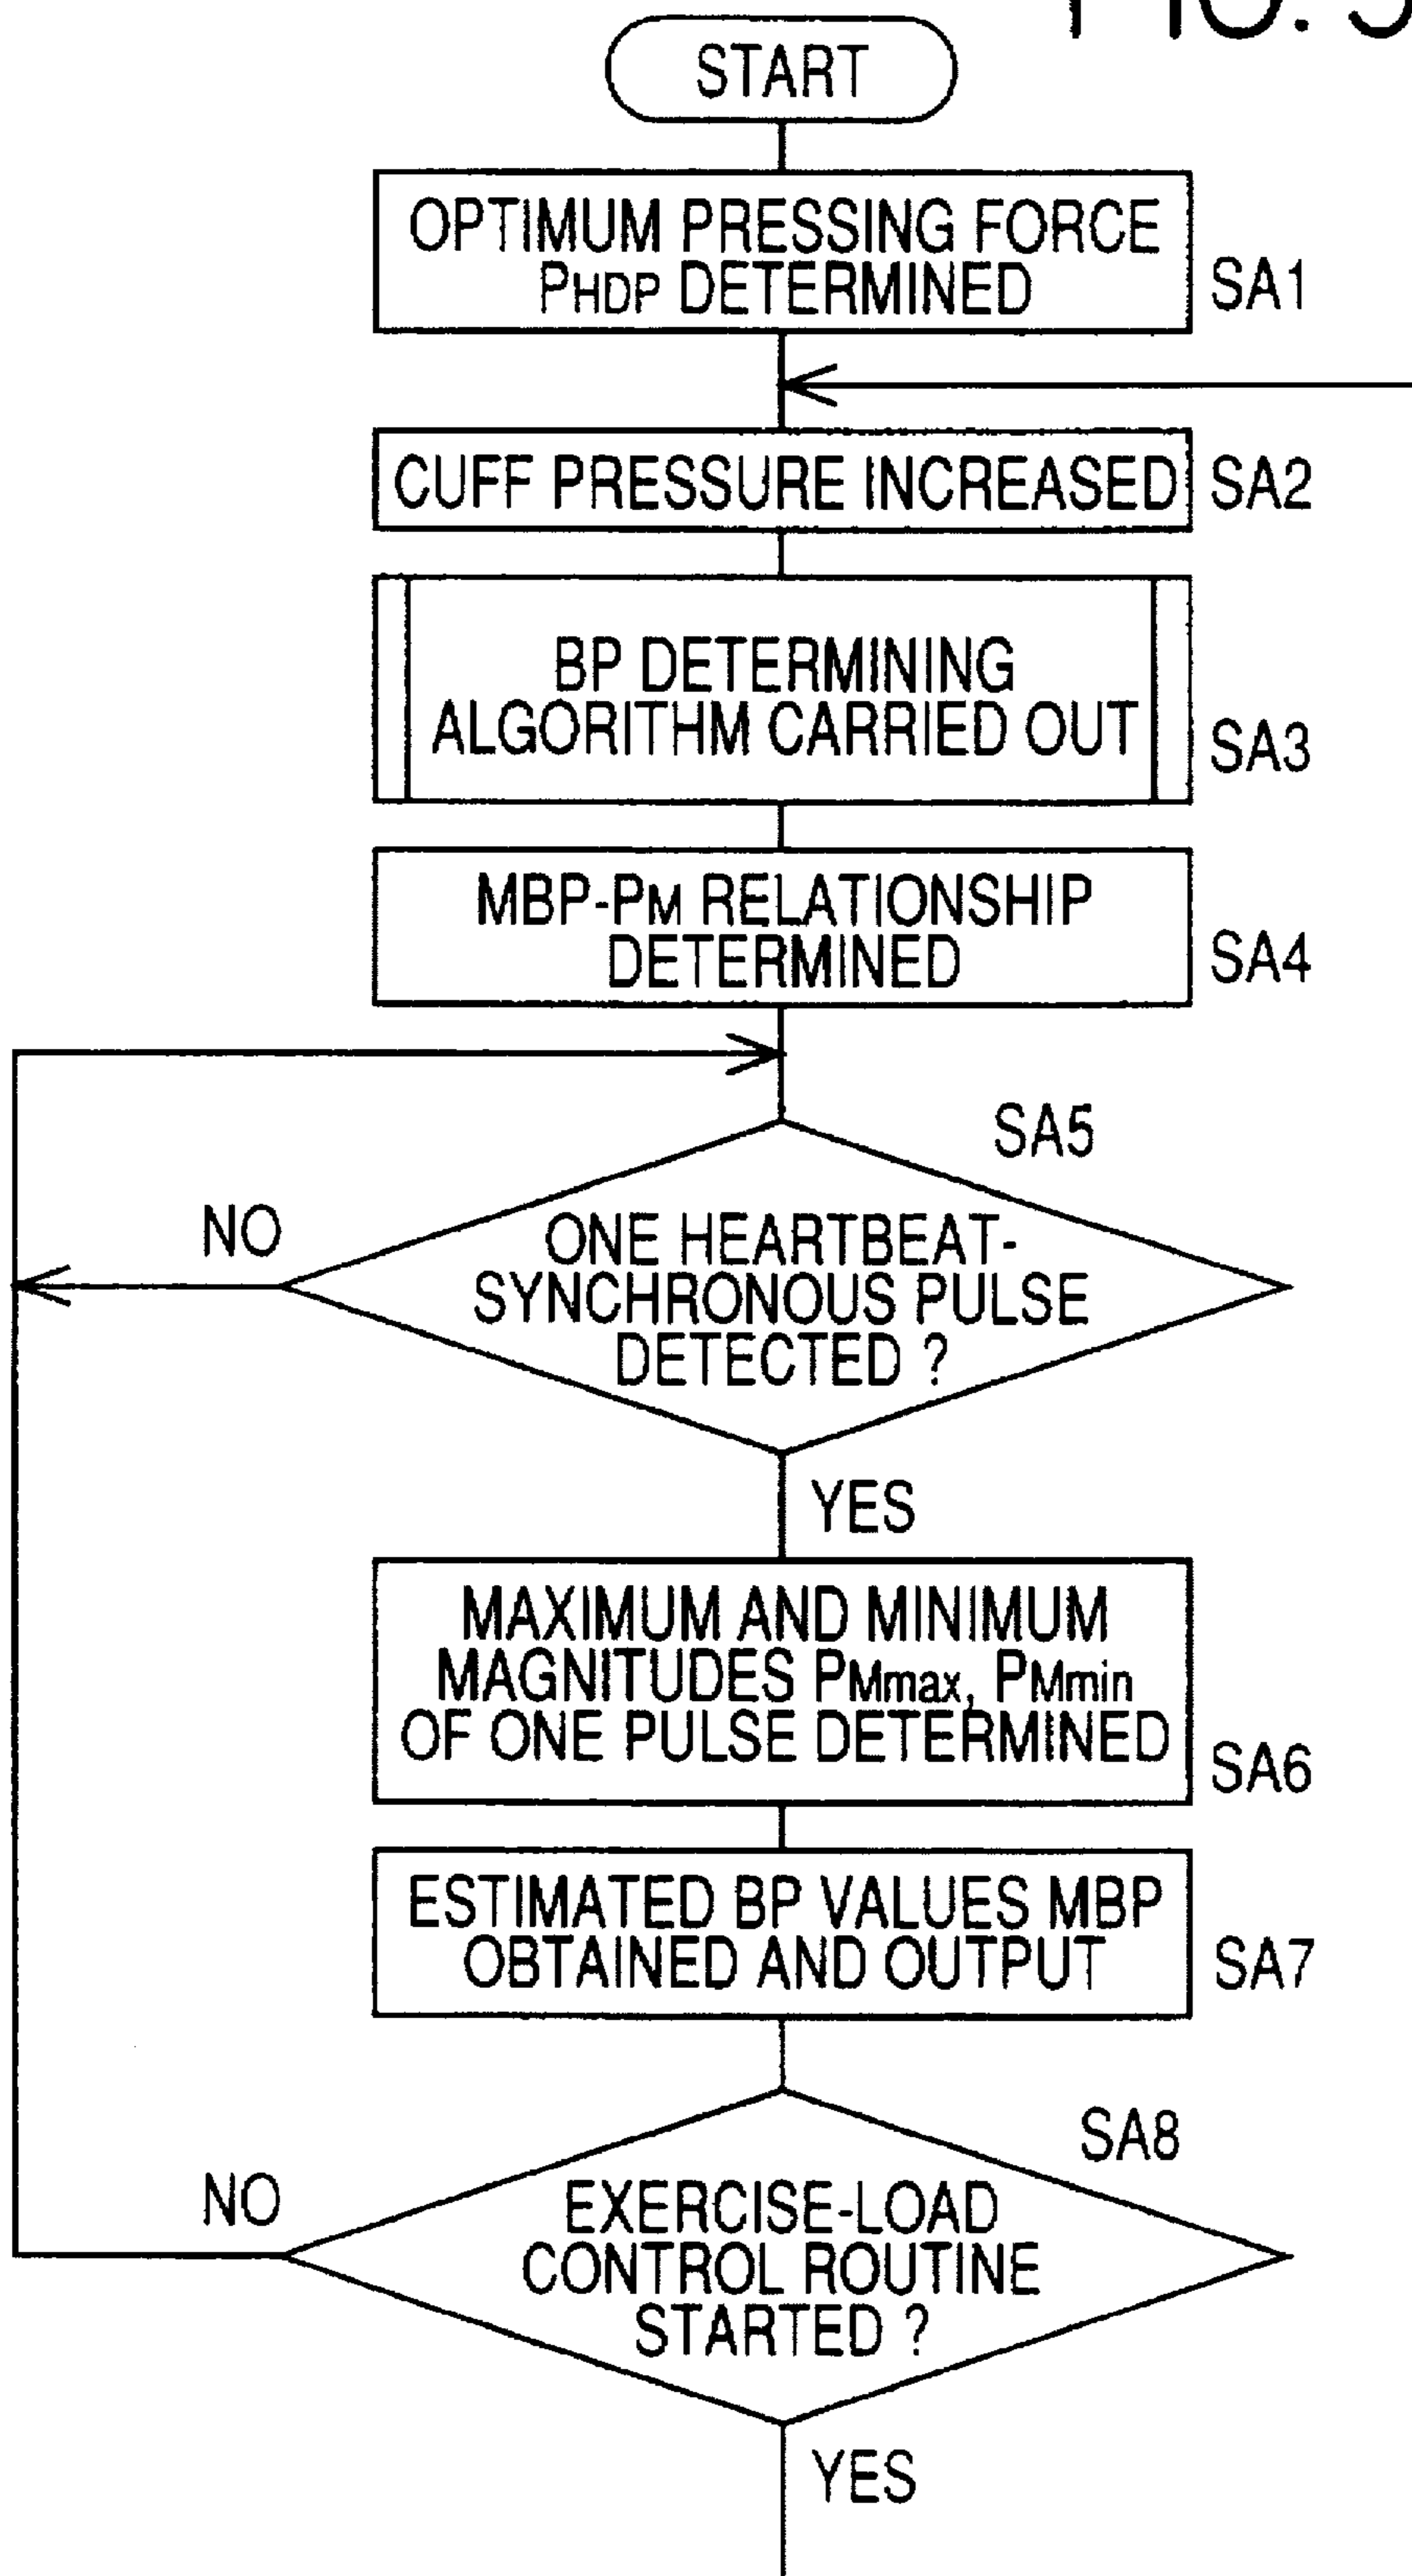 FIG. 5
START
OPTIMUM PRESSING FORCE
PHDP DETERMINED
SA1
CUFF PRESSURE INCREASED
SA2
BP DETERMINING
ALGORITHM CARRIED OUT
SA3
MBP-PM RELATIONSHIP
DETERMINED
SA4
SA5
NO
ONE HEARTBEAT-
SYNCHRONOUS PULSE
DETECTED ?
YES
MAXIMUM AND MINIMUM
MAGNITUDES PMmax, PMmin
OF ONE PULSE DETERMINED
SA6
ESTIMATED BP VALUES MBP
OBTAINED AND OUTPUT
SA7
SA8
NO
EXERCISE-LOAD
CONTROL ROUTINE
STARTED ?
YES